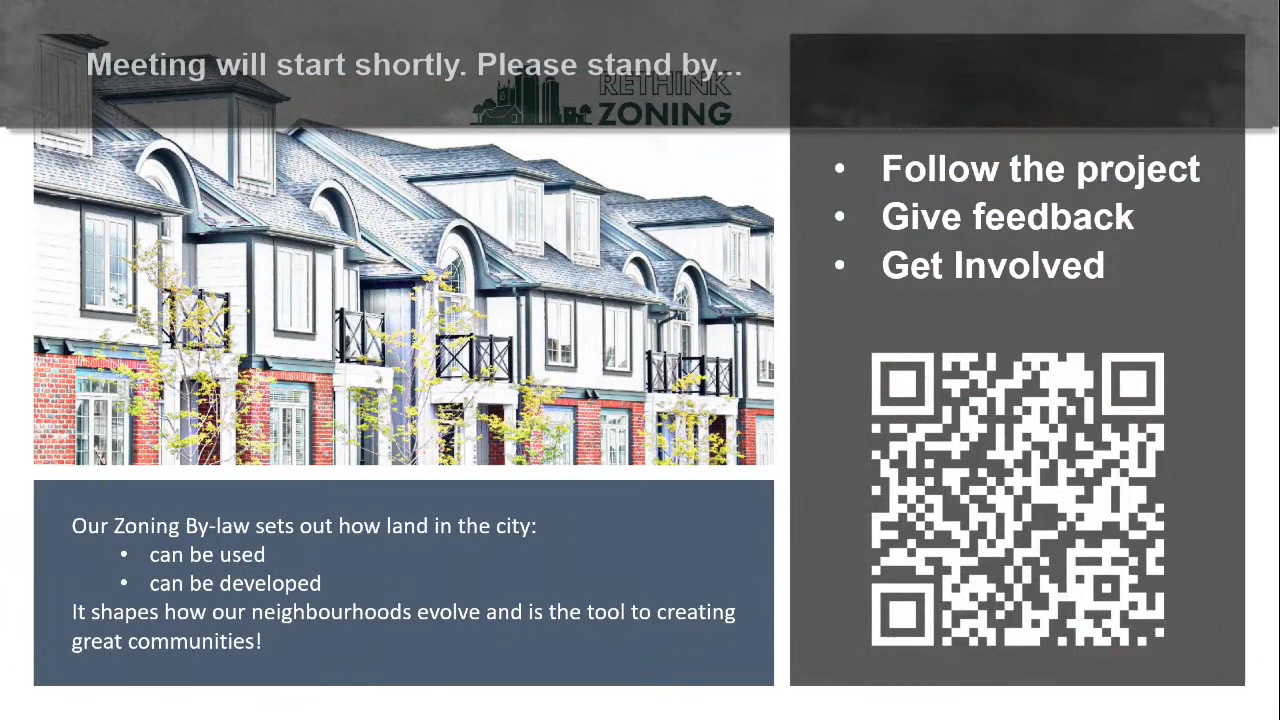 Meeting will start shortly. Please stand by...
RETHINK
ZONING
• Follow the project
• Give feedback
• Get Involved
Our Zoning By-law sets out how land in the city:
• can be used
• can be developed
It shapes how our neighbourhoods evolve and is the tool to creating
great communities!